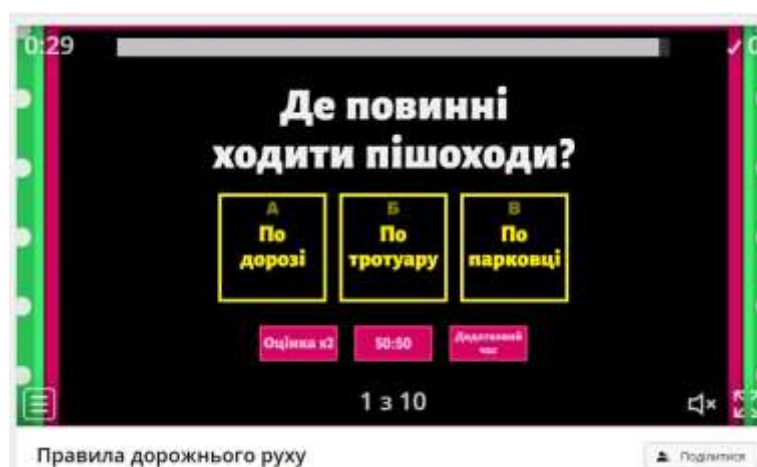 0:29
Де повинні
ходити пішоходи?
А
По
дорозі
Б
По
тротуару
В
По
парковці
Оцінка x2
50:50
Додатковий
час
1 з 10
Правила дорожнього руху
Поділитися